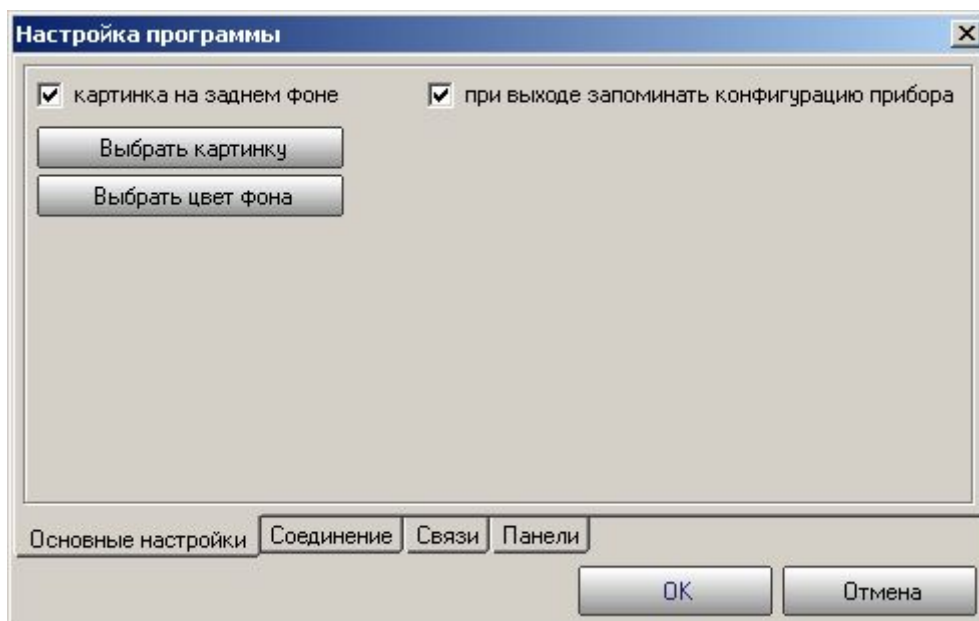 Настройка программы
картинка на заднем фоне
при выходе запоминать конфигурацию прибора
Выбрать картинку
Выбрать цвет фона
Основные настройки
Соединение
Связи
Панели
OK
Отмена